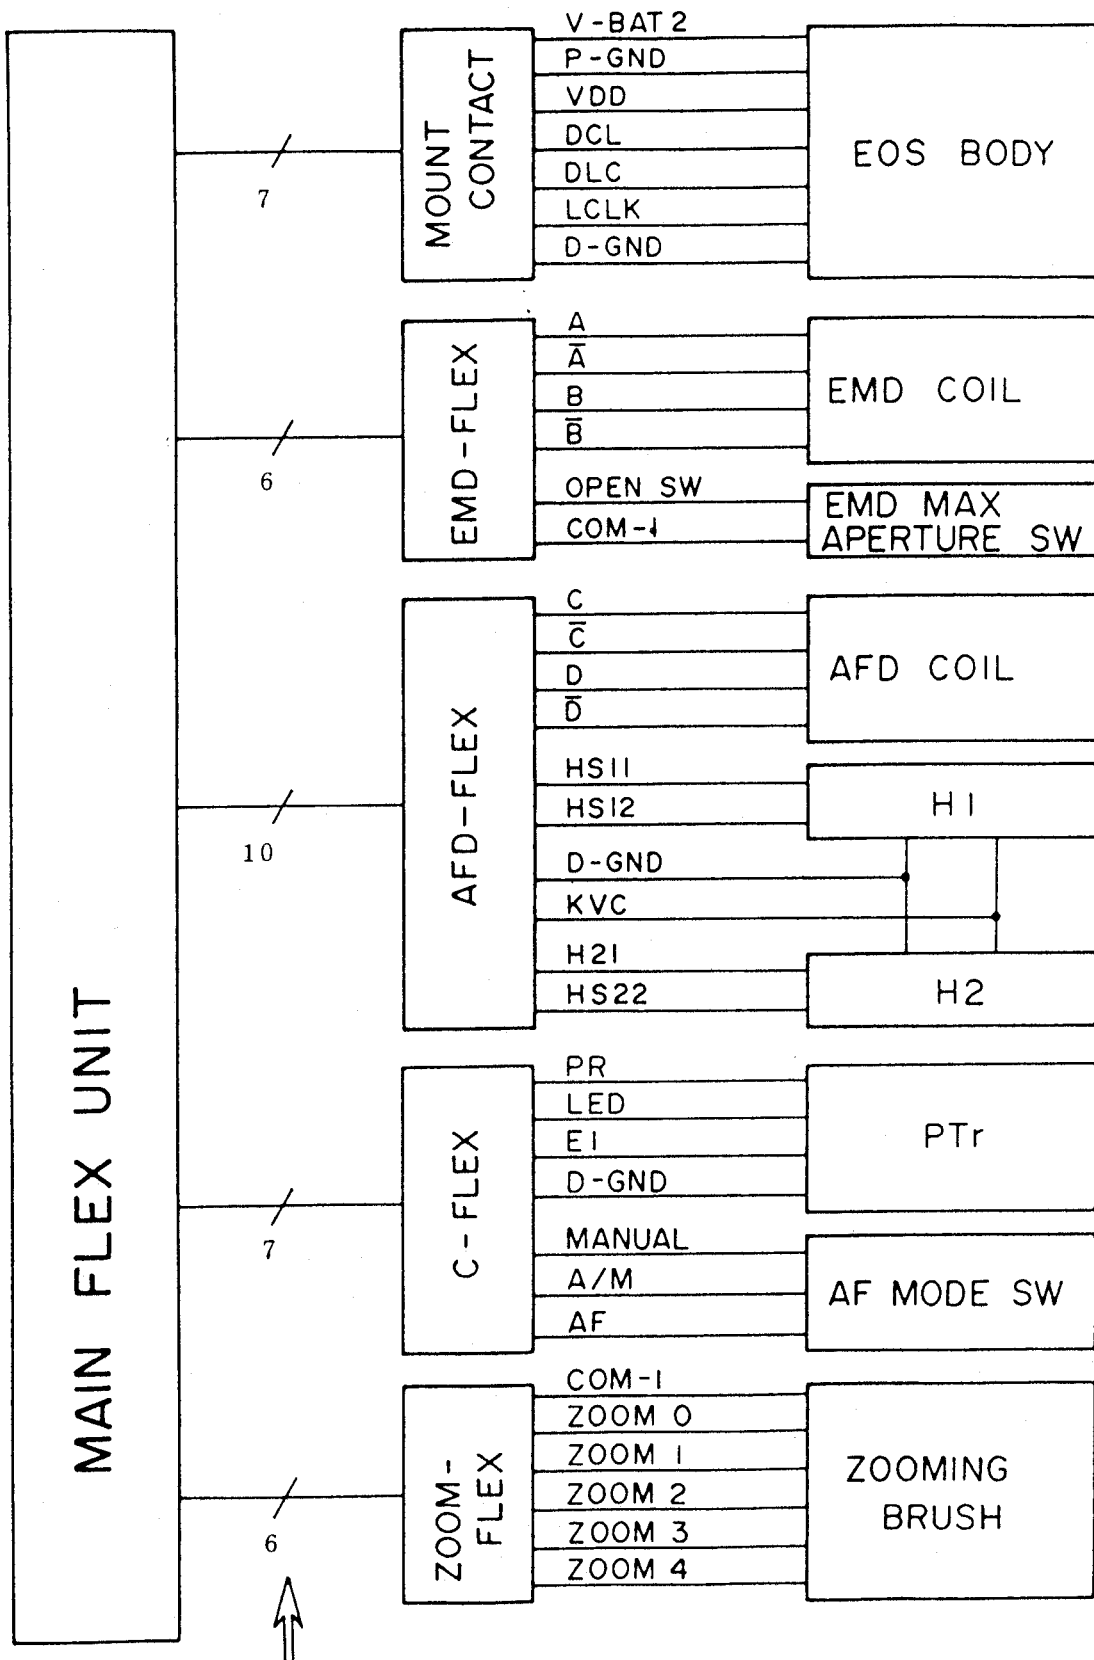 MAIN FLEX UNIT
7
MOUNT
CONTACT
V-BAT 2
P-GND
VDD
DCL
DLC
LCLK
D-GND
EOS BODY
6
EMD-FLEX
A
A̅
B
B̅
EMD COIL
OPEN SW
COM-1
EMD MAX
APERTURE SW
10
AFD-FLEX
C
C̅
D
D̅
AFD COIL
HS11
HS12
H1
D-GND
KVC
H21
HS22
H2
7
C-FLEX
PR
LED
E1
D-GND
PTr
MANUAL
A/M
AF
AF MODE SW
6
ZOOM-
FLEX
COM-1
ZOOM 0
ZOOM 1
ZOOM 2
ZOOM 3
ZOOM 4
ZOOMING
BRUSH